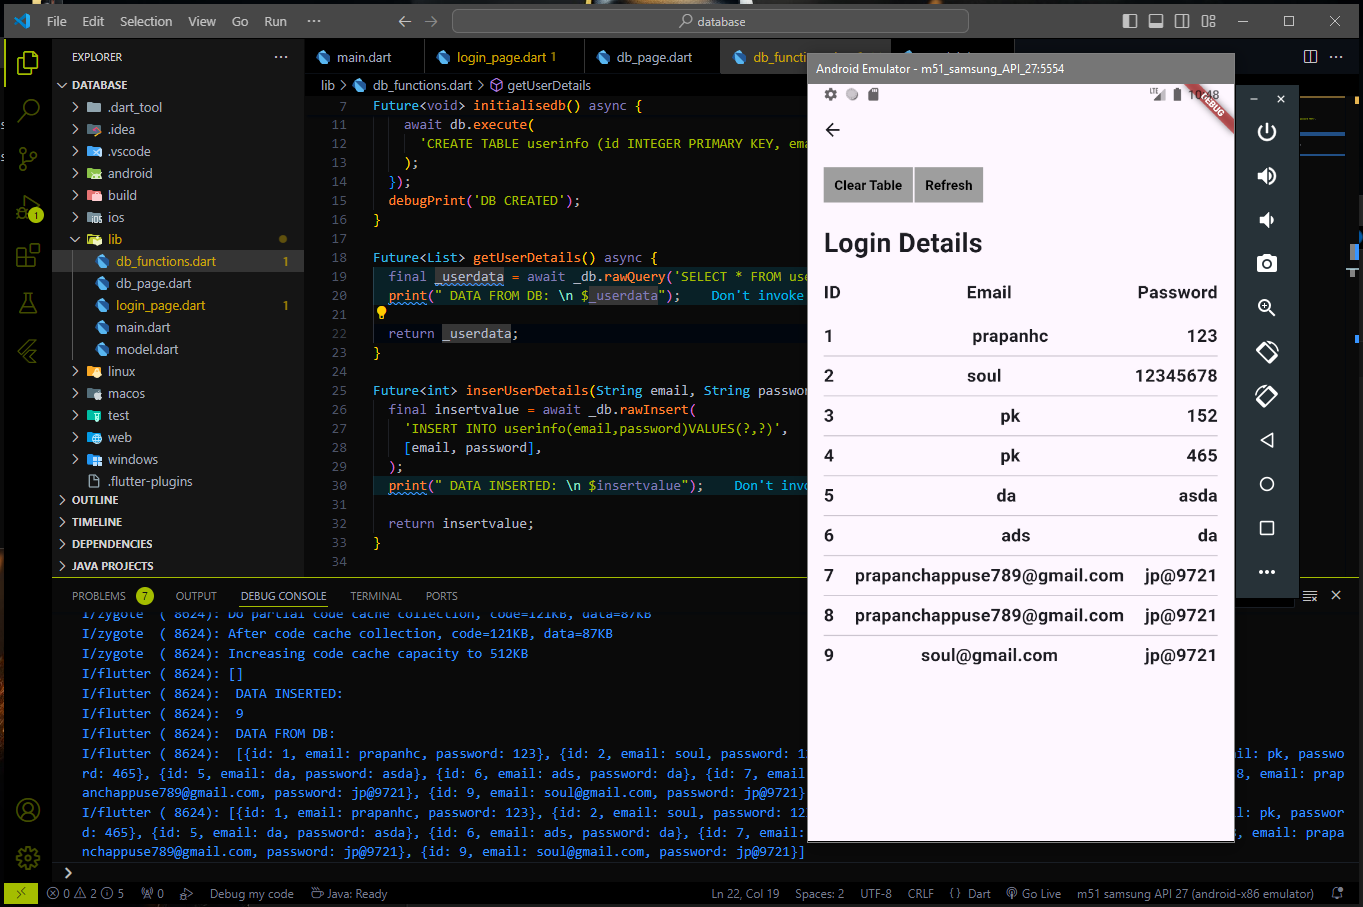 File Edit Selection View Go Run ··· database
EXPLORER
DATABASE
.dart_tool
.idea
.vscode
android
build
ios
lib
db_functions.dart 1
db_page.dart
login_page.dart 1
main.dart
model.dart
linux
macos
test
web
windows
.flutter-plugins
OUTLINE
TIMELINE
DEPENDENCIES
JAVA PROJECTS
1
main.dart login_page.dart 1 db_page.dart
lib > db_functions.dart > getUserDetails
7 Future<void> initialisedb() async {
11 await db.execute(
12 'CREATE TABLE userinfo (id INTEGER PRIMARY KEY,
13 );
14 });
15 debugPrint('DB CREATED');
16 }
17
18 Future<List> getUserDetails() async {
19 final _userdata = await _db.rawQuery('SELECT * FROM
20 print(" DATA FROM DB: \n $_userdata"); Don't invoke
21
22 return _userdata;
23 }
24
25 Future<int> inserUserDetails(String email, String
26 final insertvalue = await _db.rawInsert(
27 'INSERT INTO userinfo(email,password)VALUES(?,?)',
28 [email, password],
29 );
30 print(" DATA INSERTED: \n $insertvalue"); Don't
31
32 return insertvalue;
33 }
34
PROBLEMS 7 OUTPUT DEBUG CONSOLE TERMINAL PORTS
I/zygote ( 8624): Do partial code cache collection, code=121KB, data=87KB
I/zygote ( 8624): After code cache collection, code=121KB, data=87KB
I/zygote ( 8624): Increasing code cache capacity to 512KB
I/flutter ( 8624): []
I/flutter ( 8624): DATA INSERTED:
I/flutter ( 8624): 9
I/flutter ( 8624): DATA FROM DB:
I/flutter ( 8624): [{id: 1, email: prapanhc, password: 123}, {id: 2, email: soul, password: pk, passwo
rd: 465}, {id: 5, email: da, password: asda}, {id: 6, email: ads, password: da}, {id: 7, email 8, email: prap
anchappuse789@gmail.com, password: jp@9721}, {id: 9, email: soul@gmail.com, password: jp@9721}
I/flutter ( 8624): [{id: 1, email: prapanhc, password: 123}, {id: 2, email: soul, password: pk, passwor
d: 465}, {id: 5, email: da, password: asda}, {id: 6, email: ads, password: da}, {id: 7, email: email: prapa
nchappuse789@gmail.com, password: jp@9721}, {id: 9, email: soul@gmail.com, password: jp@9721}]
0 2 5 0 Debug my code Java: Ready Ln 22, Col 19 Spaces: 2 UTF-8 CRLF {} Dart Go Live m51 samsung API 27 (android-x86 emulator)
Android Emulator - m51_samsung_API_27:5554
LTE 10:48
DEBUG
Clear Table Refresh
Login Details
ID Email Password
1 prapanhc 123
2 soul 12345678
3 pk 152
4 pk 465
5 da asda
6 ads da
7 prapanchappuse789@gmail.com jp@9721
8 prapanchappuse789@gmail.com jp@9721
9 soul@gmail.com jp@9721